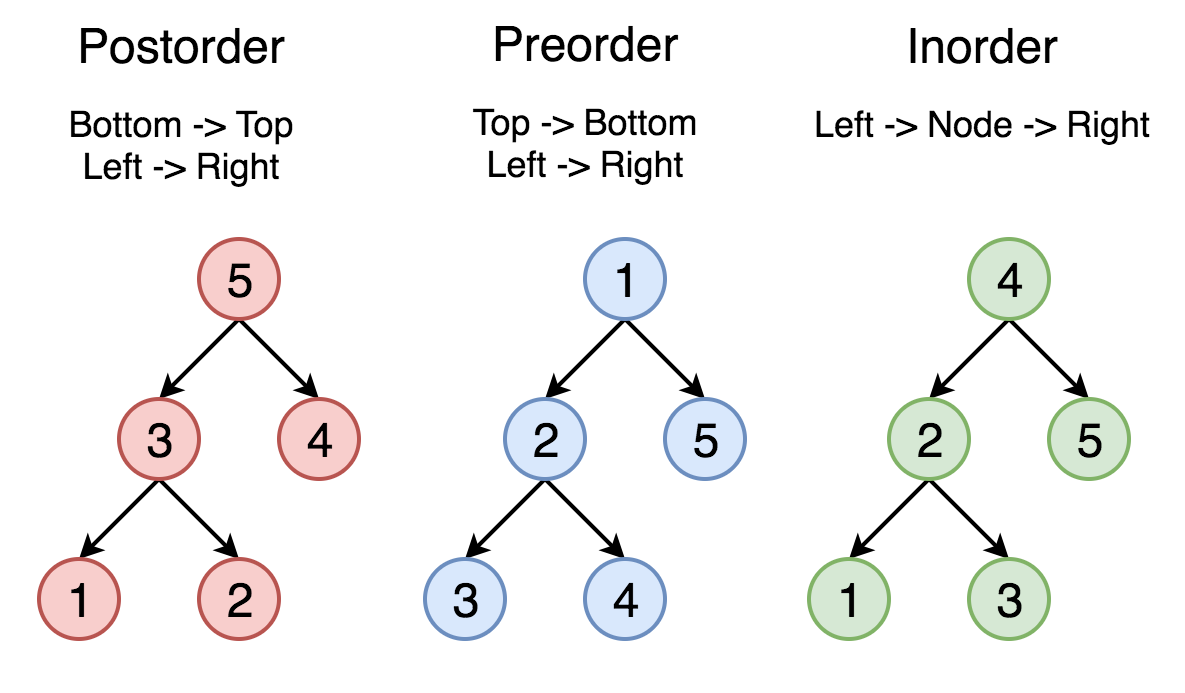 Postorder
Bottom -> Top
Left -> Right
5
3
4
1
2
Preorder
Top -> Bottom
Left -> Right
1
2
5
3
4
Inorder
Left -> Node -> Right
4
2
5
1
3